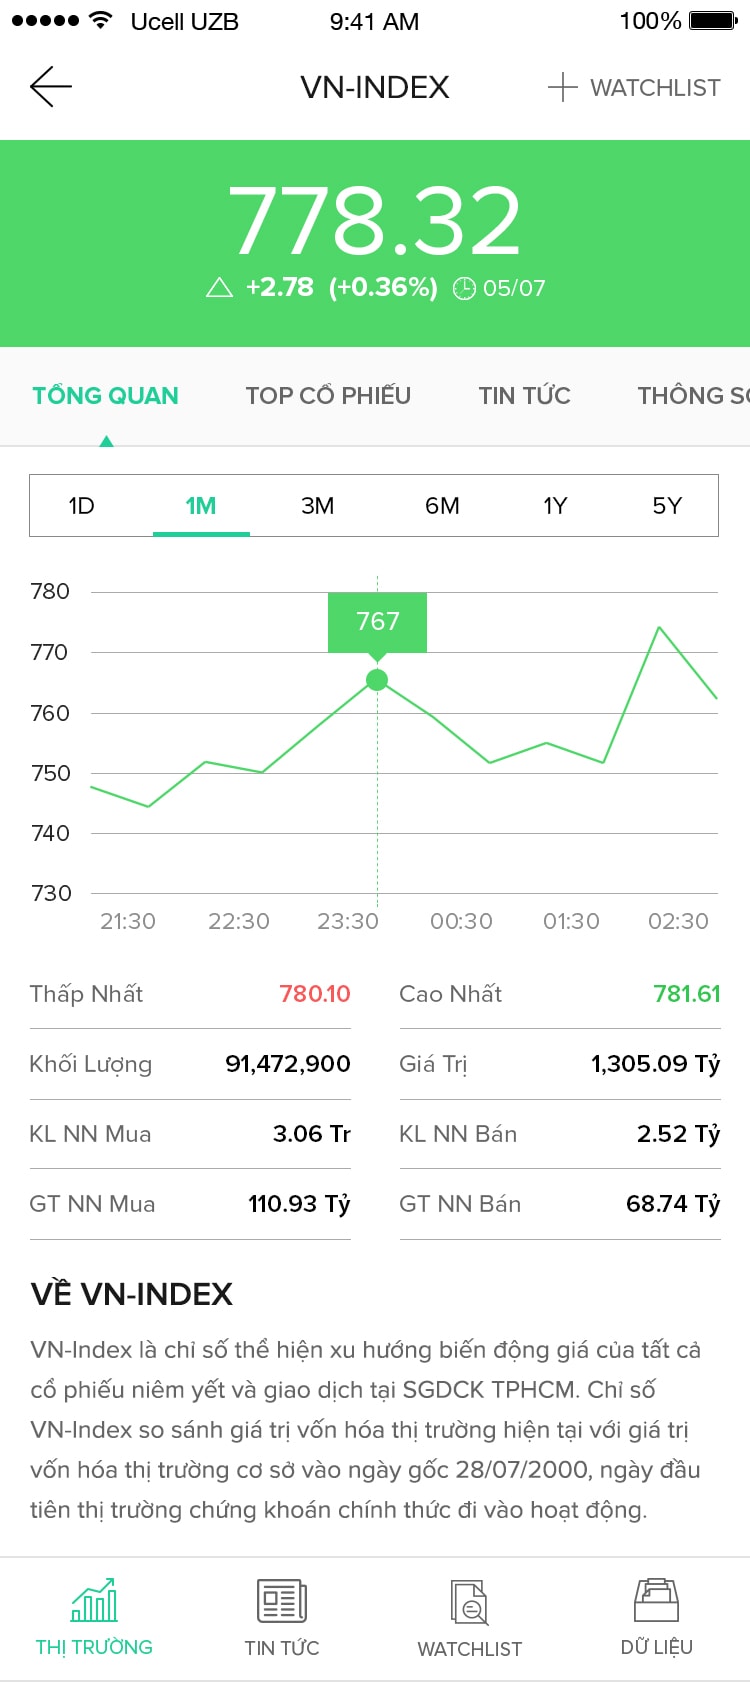 Ucell UZB 9:41 AM 100%
VN-INDEX WATCHLIST
778.32
+2.78 (+0.36%) 05/07
TỔNG QUAN TOP CỔ PHIẾU TIN TỨC THÔNG SỐ
1D 1M 3M 6M 1Y 5Y
780
767
770
760
750
740
730
21:30 22:30 23:30 00:30 01:30 02:30
Thấp Nhất 780.10 Cao Nhất 781.61
Khối Lượng 91,472,900 Giá Trị 1,305.09 Tỷ
KL NN Mua 3.06 Tr KL NN Bán 2.52 Tỷ
GT NN Mua 110.93 Tỷ GT NN Bán 68.74 Tỷ
VỀ VN-INDEX
VN-Index là chỉ số thể hiện xu hướng biến động giá của tất cả
cổ phiếu niêm yết và giao dịch tại SGDCK TPHCM. Chỉ số
VN-Index so sánh giá trị vốn hóa thị trường hiện tại với giá trị
vốn hóa thị trường cơ sở vào ngày gốc 28/07/2000, ngày đầu
tiên thị trường chứng khoán chính thức đi vào hoạt động.
THỊ TRƯỜNG TIN TỨC WATCHLIST DỮ LIỆU